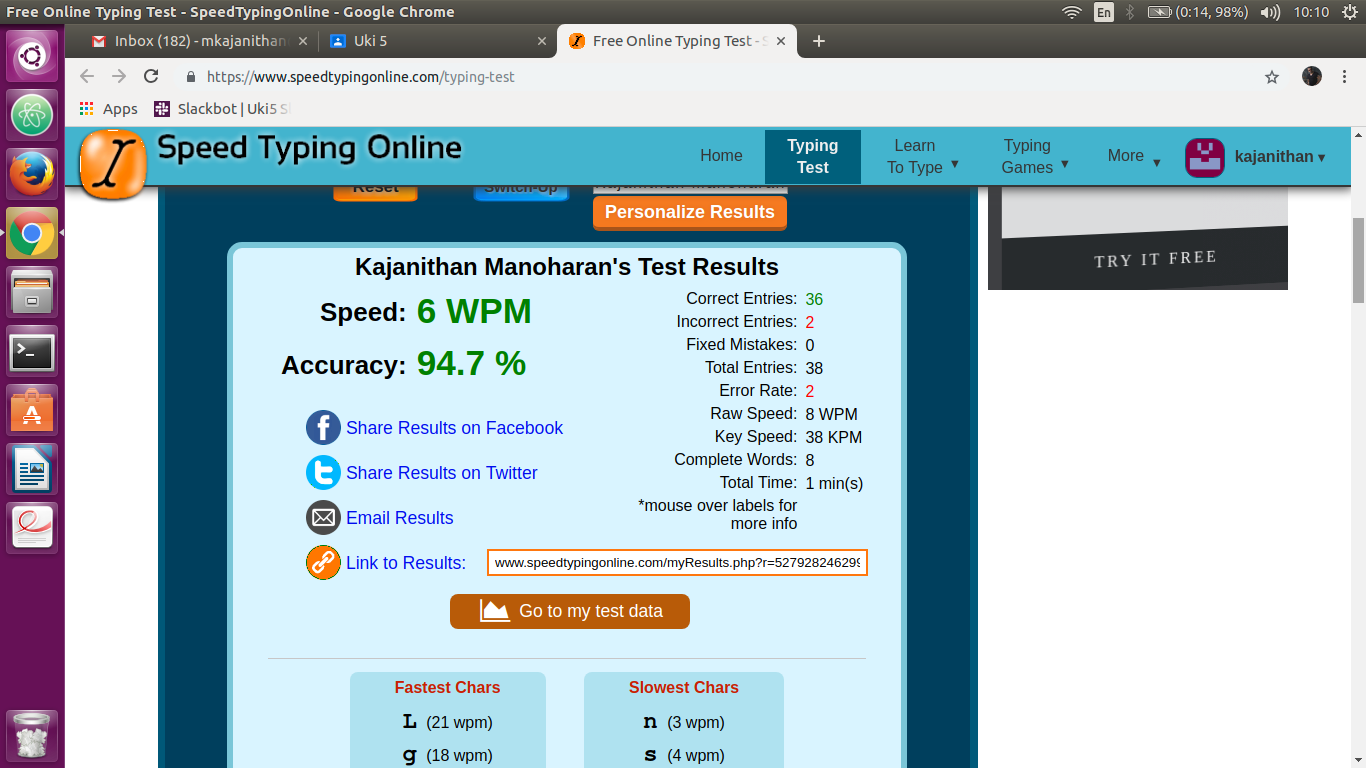 Free Online Typing Test - SpeedTypingOnline - Google Chrome
En (0:14, 98%) 10:10
Inbox (182) - mkajanithan
Uki 5
Free Online Typing Test - S
https://www.speedtypingonline.com/typing-test
Apps
Slackbot | Uki5 S
Speed Typing Online
Home
Typing Test
Learn To Type ▾
Typing Games ▾
More ▾
kajanithan ▾
Reset
Switch-Up
Kajanithan Manoharan
Personalize Results
TRY IT FREE
Kajanithan Manoharan's Test Results
Speed: 6 WPM
Accuracy: 94.7 %
Correct Entries: 36
Incorrect Entries: 2
Fixed Mistakes: 0
Total Entries: 38
Error Rate: 2
Raw Speed: 8 WPM
Key Speed: 38 KPM
Complete Words: 8
Total Time: 1 min(s)
*mouse over labels for
more info
Share Results on Facebook
Share Results on Twitter
Email Results
Link to Results: www.speedtypingonline.com/myResults.php?r=527928246299
Go to my test data
Fastest Chars
L (21 wpm)
g (18 wpm)
Slowest Chars
n (3 wpm)
s (4 wpm)